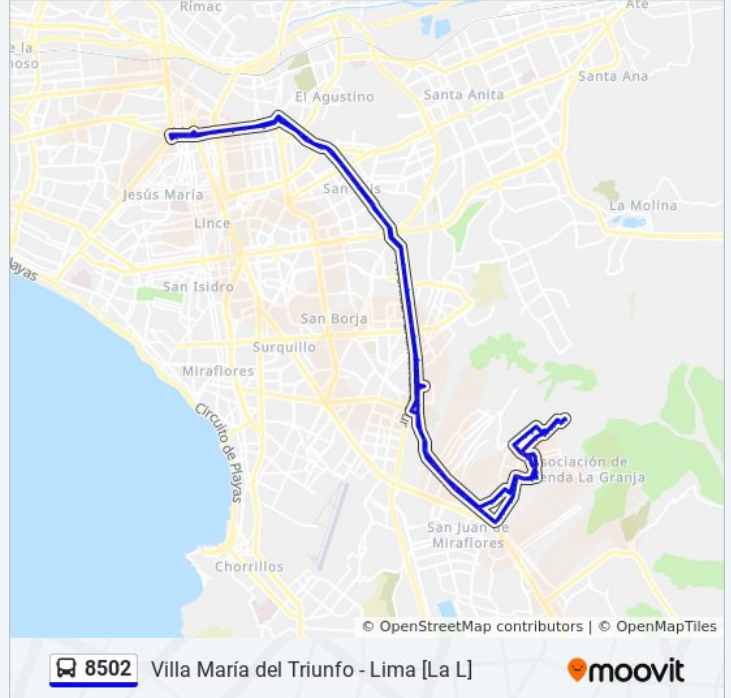 Rímac
Ate
e la
noso
Santa Ana
El Agustino
Santa Anita
Jesús María
San Luis
La Molina
Lince
Playas
San Isidro
San Borja
Surquillo
Miraflores
Circuito de Playas
Asociación de
Vivienda La Granja
San Juan de
Miraflores
Chorrillos
© OpenStreetMap contributors | © OpenMapTiles
8502 Villa María del Triunfo - Lima [La L]
moovit